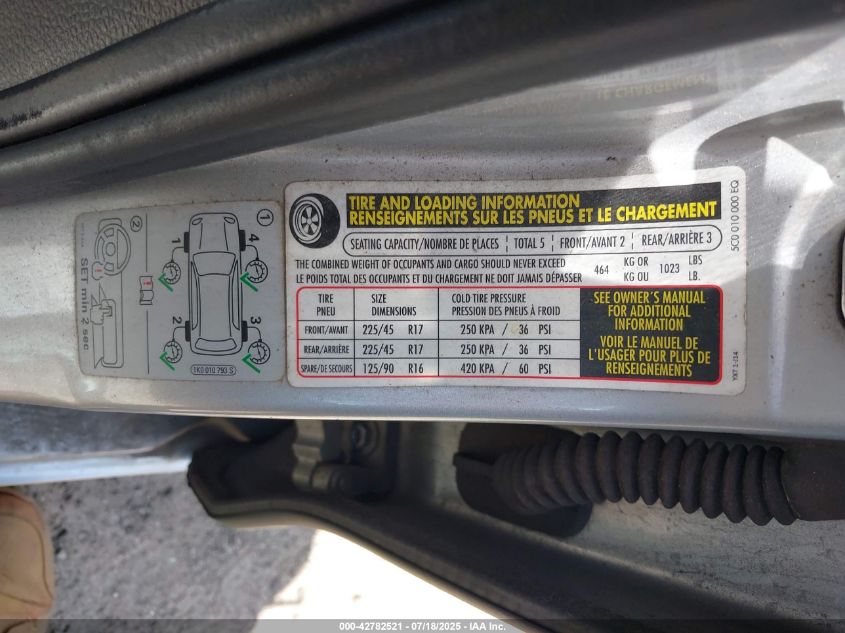 TIRE AND LOADING INFORMATION
RENSEIGNEMENTS SUR LES PNEUS ET LE CHARGEMENT
SEATING CAPACITY/NOMBRE DE PLACES TOTAL 5 FRONT/AVANT 2 REAR/ARRIÈRE 3
THE COMBINED WEIGHT OF OCCUPANTS AND CARGO SHOULD NEVER EXCEED 464 KG OR 1023 LBS
LE POIDS TOTAL DES OCCUPANTS ET DU CHARGEMENT NE DOIT JAMAIS DÉPASSER KG OU LB.
TIRE SIZE COLD TIRE PRESSURE
PNEU DIMENSIONS PRESSION DES PNEUS À FROID
FRONT/AVANT 225/45 R17 250 KPA / 36 PSI
REAR/ARRIÈRE 225/45 R17 250 KPA / 36 PSI
SPARE/DE SECOURS 125/90 R16 420 KPA / 60 PSI
SEE OWNER'S MANUAL
FOR ADDITIONAL
INFORMATION
VOIR LE MANUEL DE
L'USAGER POUR PLUS DE
RENSEIGNEMENTS
5C0 010 000 EQ
1
2
1
4
2
3
SET min 2 sec
1K0 010 793 S
000-42782521 - 07/18/2025 - IAA, Inc.